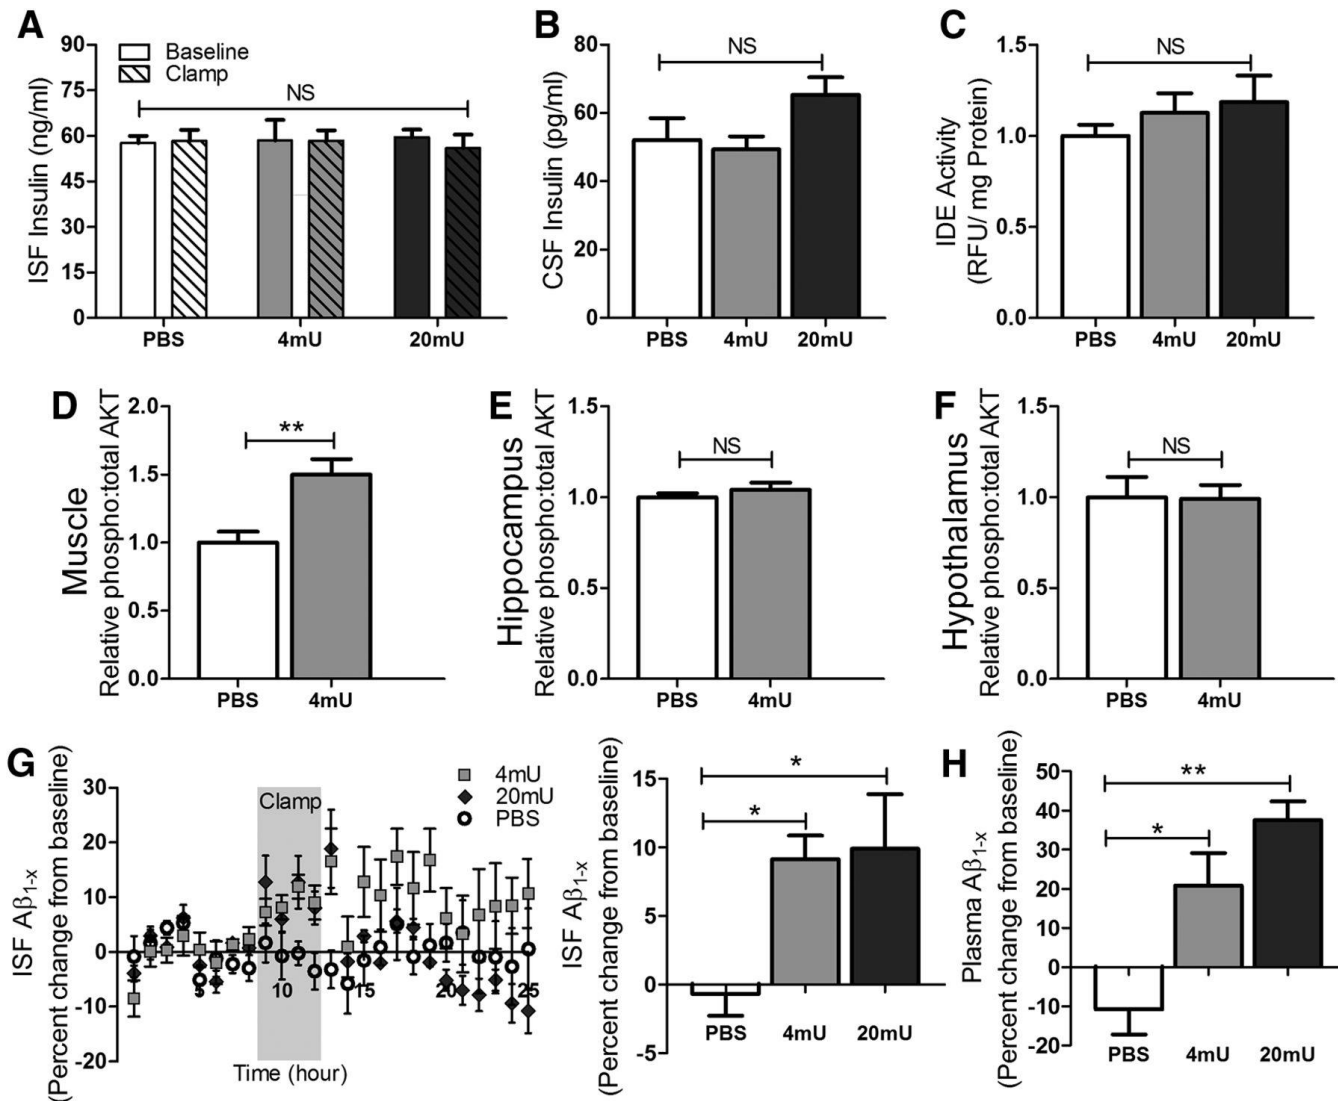 A
ISF Insulin (ng/ml)
90
75
60
45
30
15
0
Baseline
Clamp
NS
PBS
4mU
20mU
B
CSF Insulin (pg/ml)
80
60
40
20
0
NS
PBS
4mU
20mU
C
IDE Activity
(RFU/ mg Protein)
1.5
1.0
0.5
0.0
NS
PBS
4mU
20mU
D
Muscle
Relative phospho:total AKT
2.0
1.5
1.0
0.5
0.0
**
PBS
4mU
E
Hippocampus
Relative phospho:total AKT
1.5
1.0
0.5
0.0
NS
PBS
4mU
F
Hypothalamus
Relative phospho:total AKT
1.5
1.0
0.5
0.0
NS
PBS
4mU
G
ISF Aβ1-x
(Percent change from baseline)
30
20
10
0
-10
-20
Clamp
4mU
20mU
PBS
5
10
15
20
25
Time (hour)
ISF Aβ1-x
(Percent change from baseline)
15
10
5
0
-5
*
*
PBS
4mU
20mU
H
Plasma Aβ1-x
(Percent change from baseline)
50
40
30
20
10
0
-10
-20
**
*
PBS
4mU
20mU